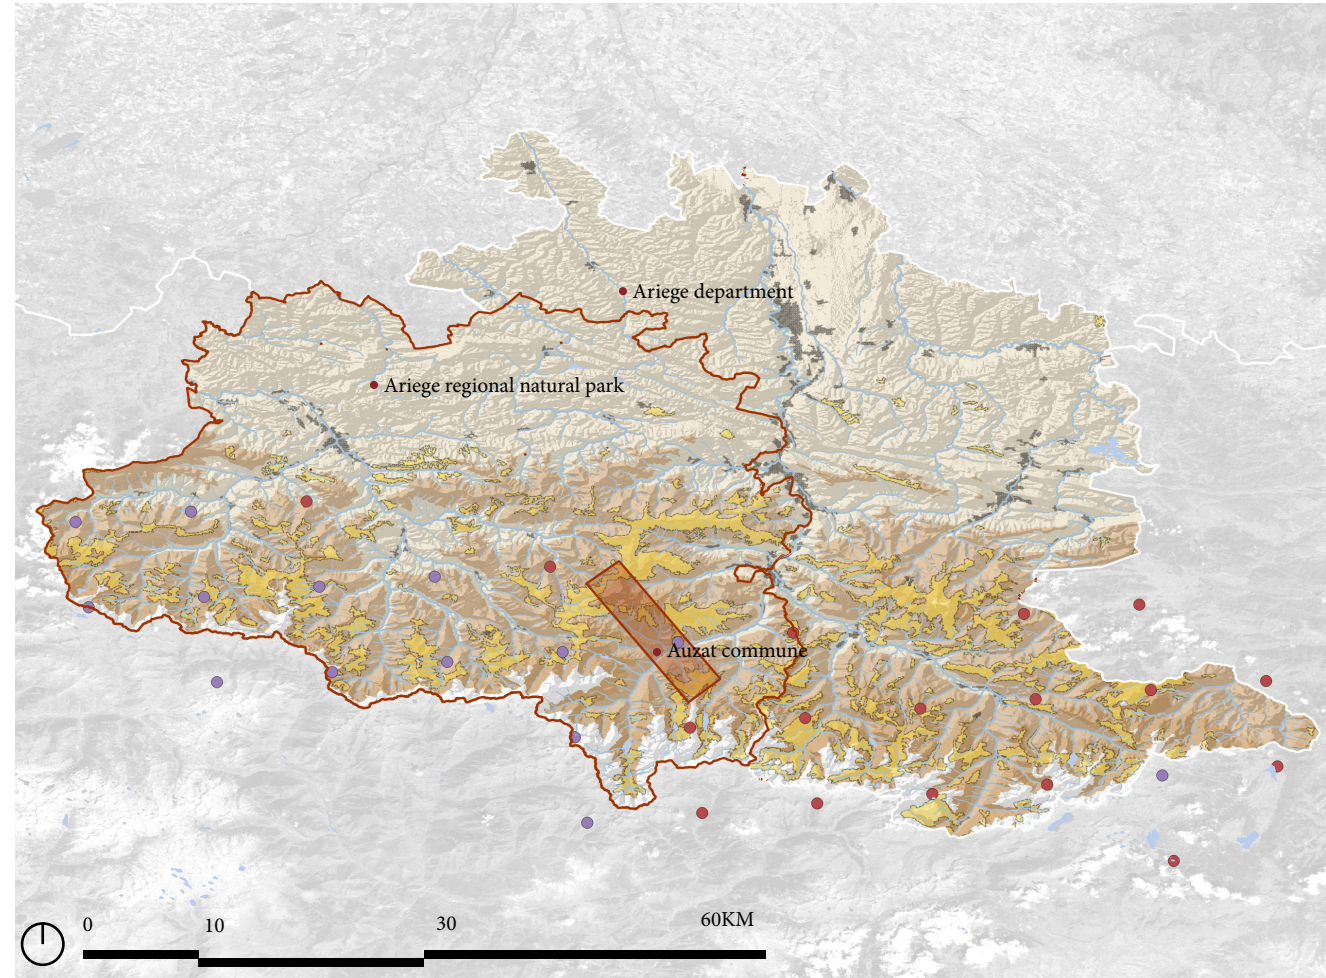 Ariege department
Ariege regional natural park
Auzat commune
0
10
30
60KM